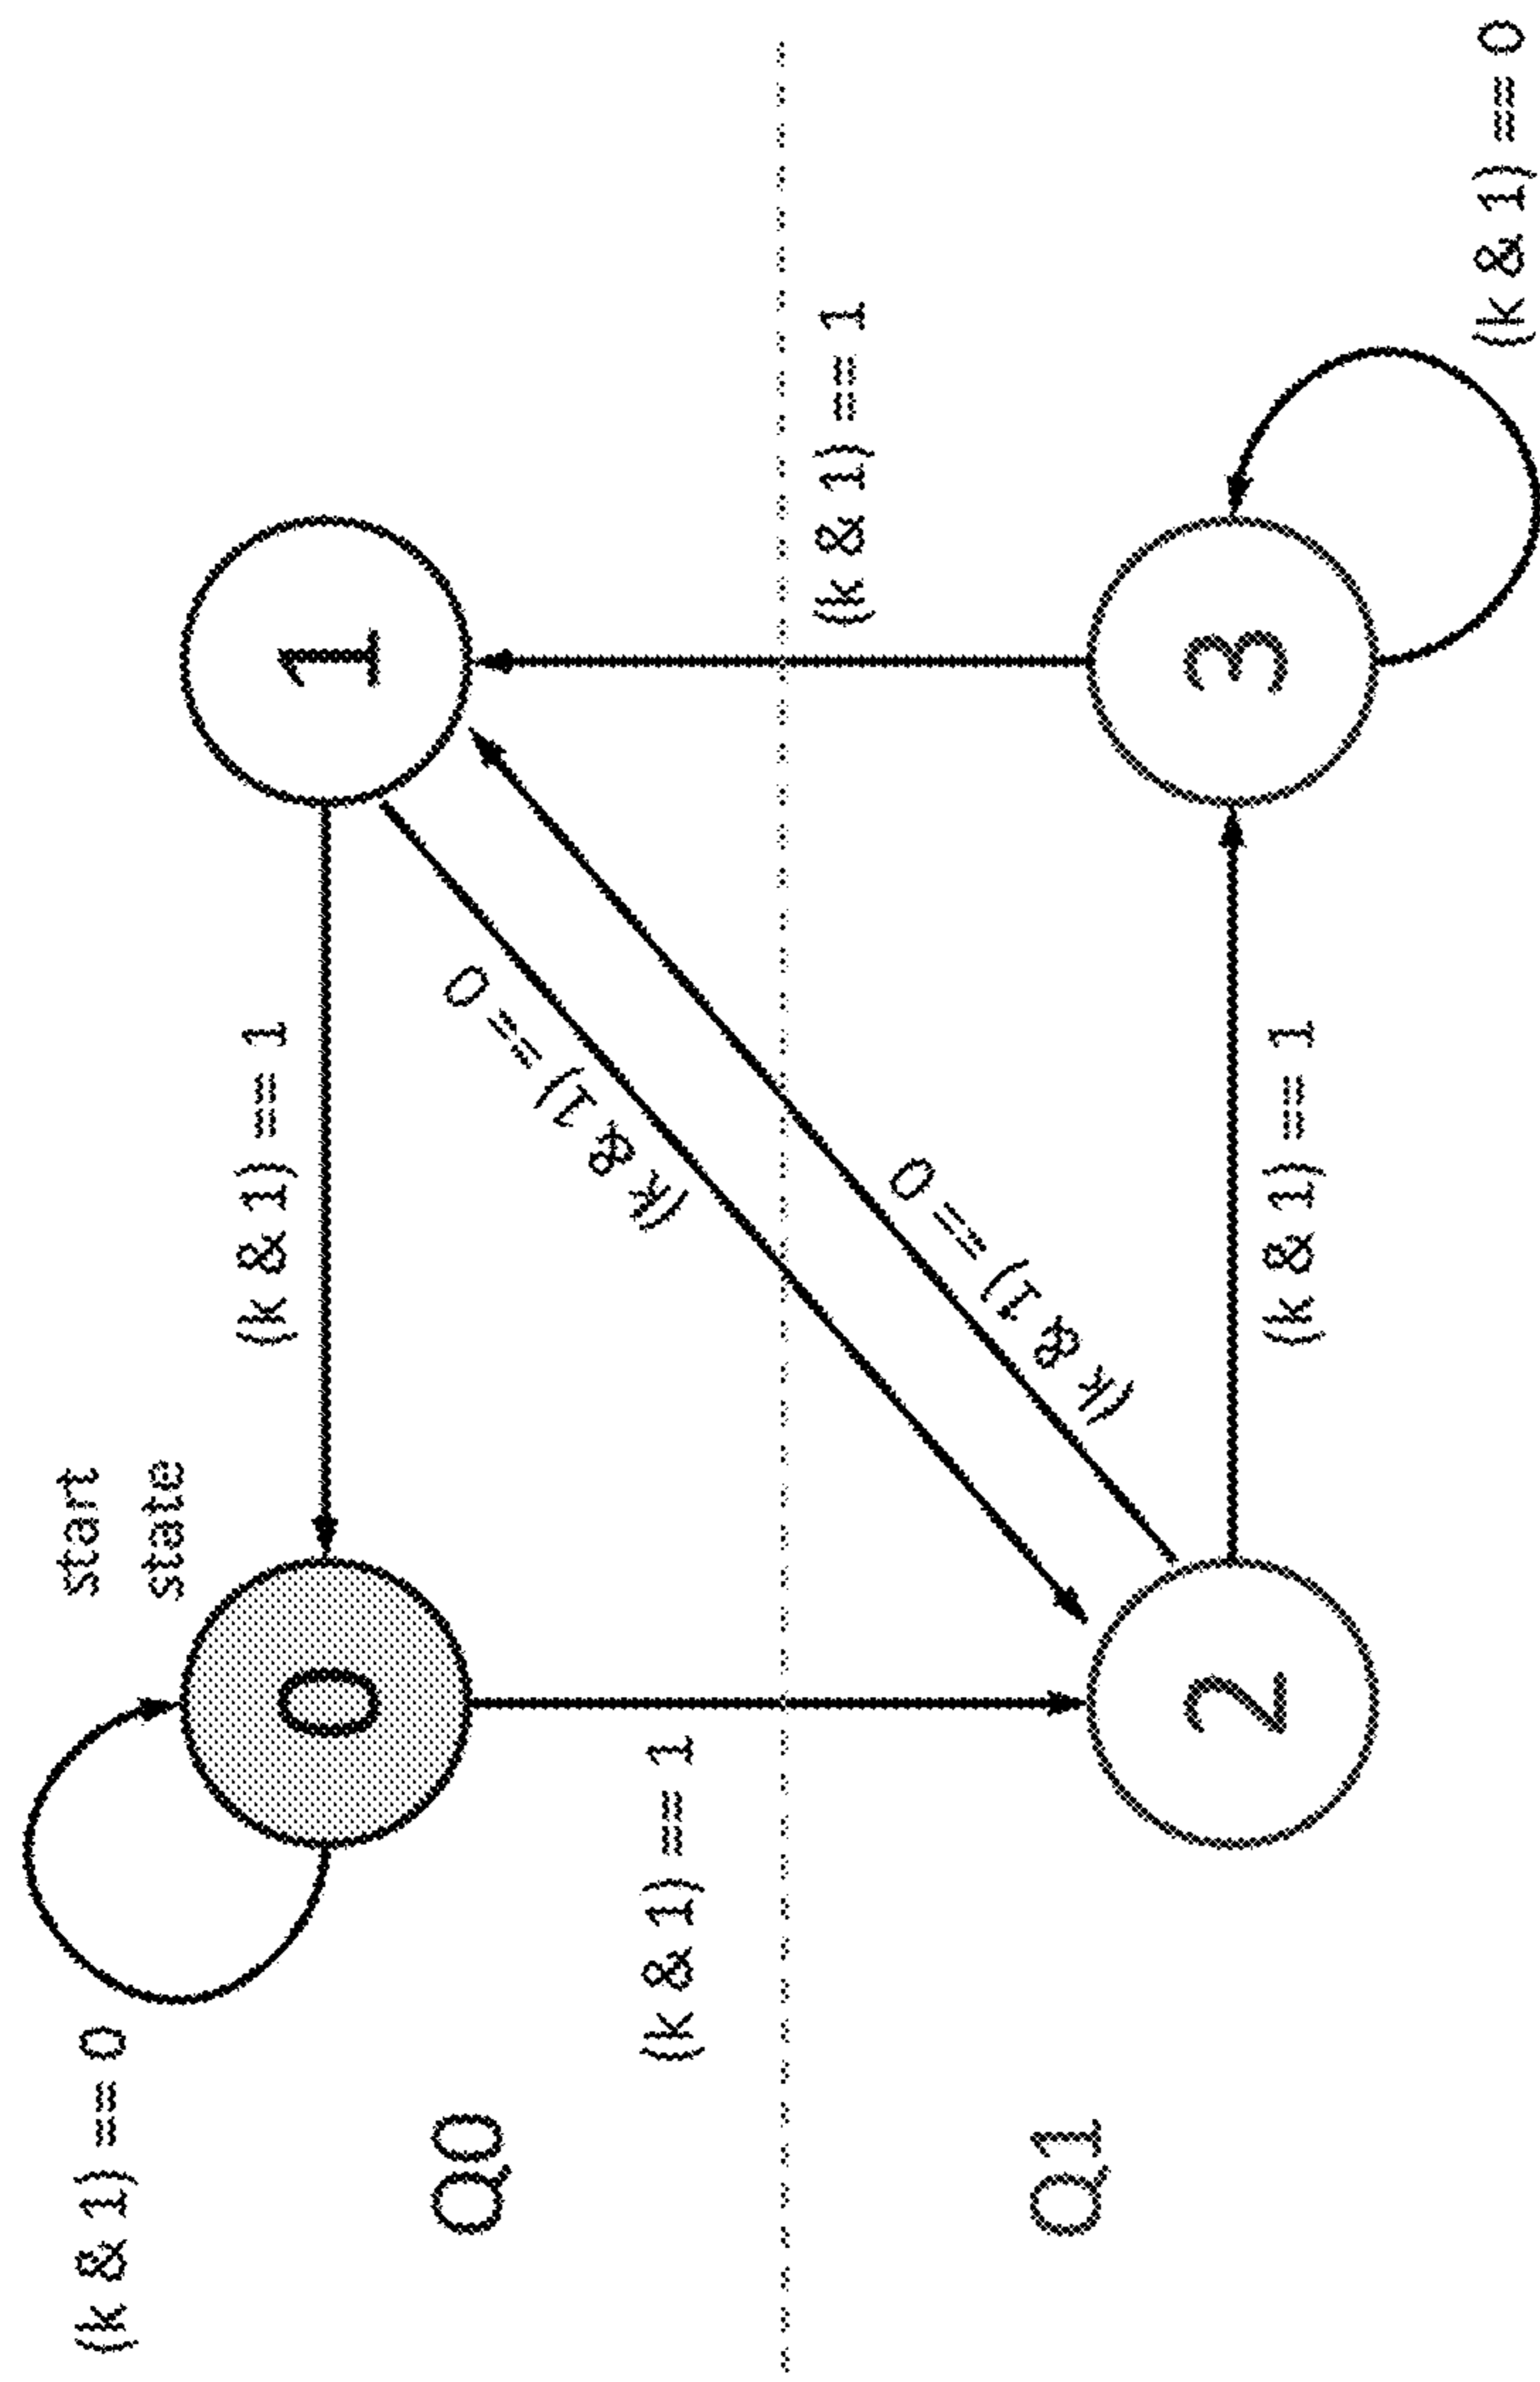 start
state
(k & 1) == 0
0
(k & 1) == 1
1
Q0
(k & 1) == 1
(k & 1) == 0
(k & 1) == 0
(k & 1) == 1
Q1
2
(k & 1) == 1
3
(k & 1) == 0